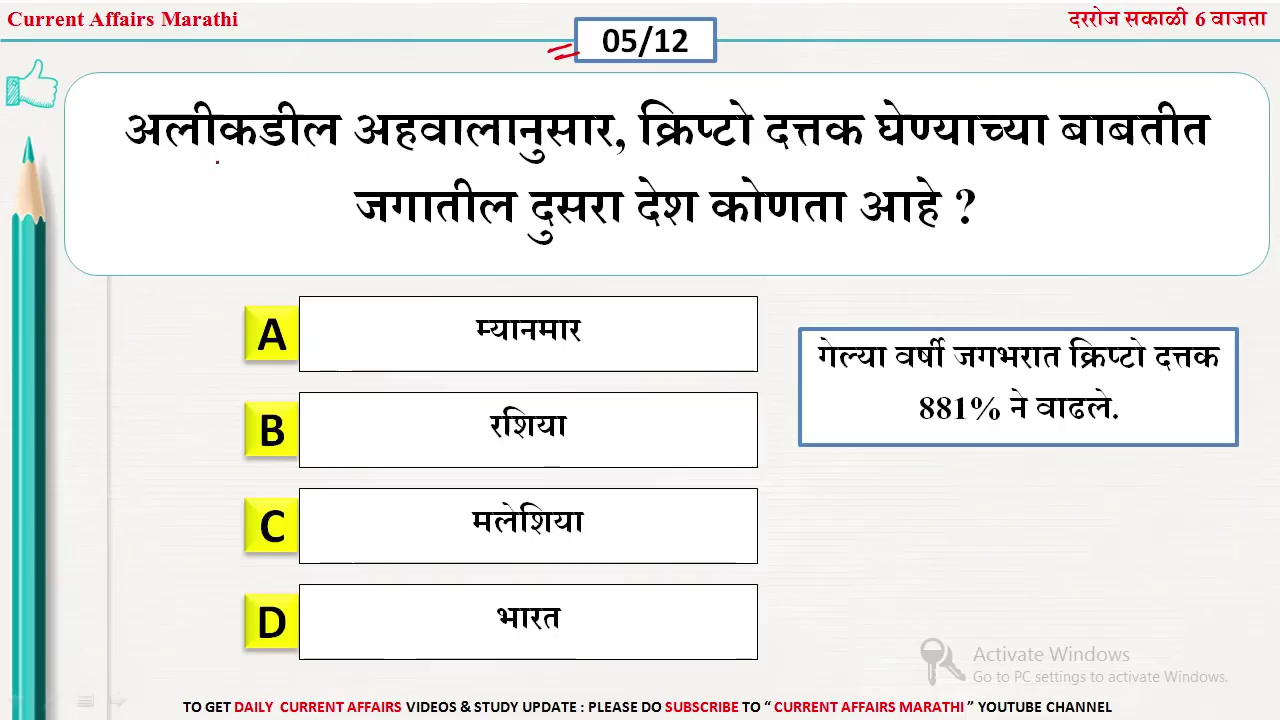 Current Affairs Marathi
दररोज सकाळी 6 वाजता
05/12
अलीकडील अहवालानुसार, क्रिप्टो दत्तक घेण्याच्या बाबतीत
जगातील दुसरा देश कोणता आहे ?
A म्यानमार
B रशिया
C मलेशिया
D भारत
गेल्या वर्षी जगभरात क्रिप्टो दत्तक
881% ने वाढले.
Activate Windows
Go to PC settings to activate Windows.
TO GET DAILY CURRENT AFFAIRS VIDEOS & STUDY UPDATE : PLEASE DO SUBSCRIBE TO “ CURRENT AFFAIRS MARATHI ” YOUTUBE CHANNEL